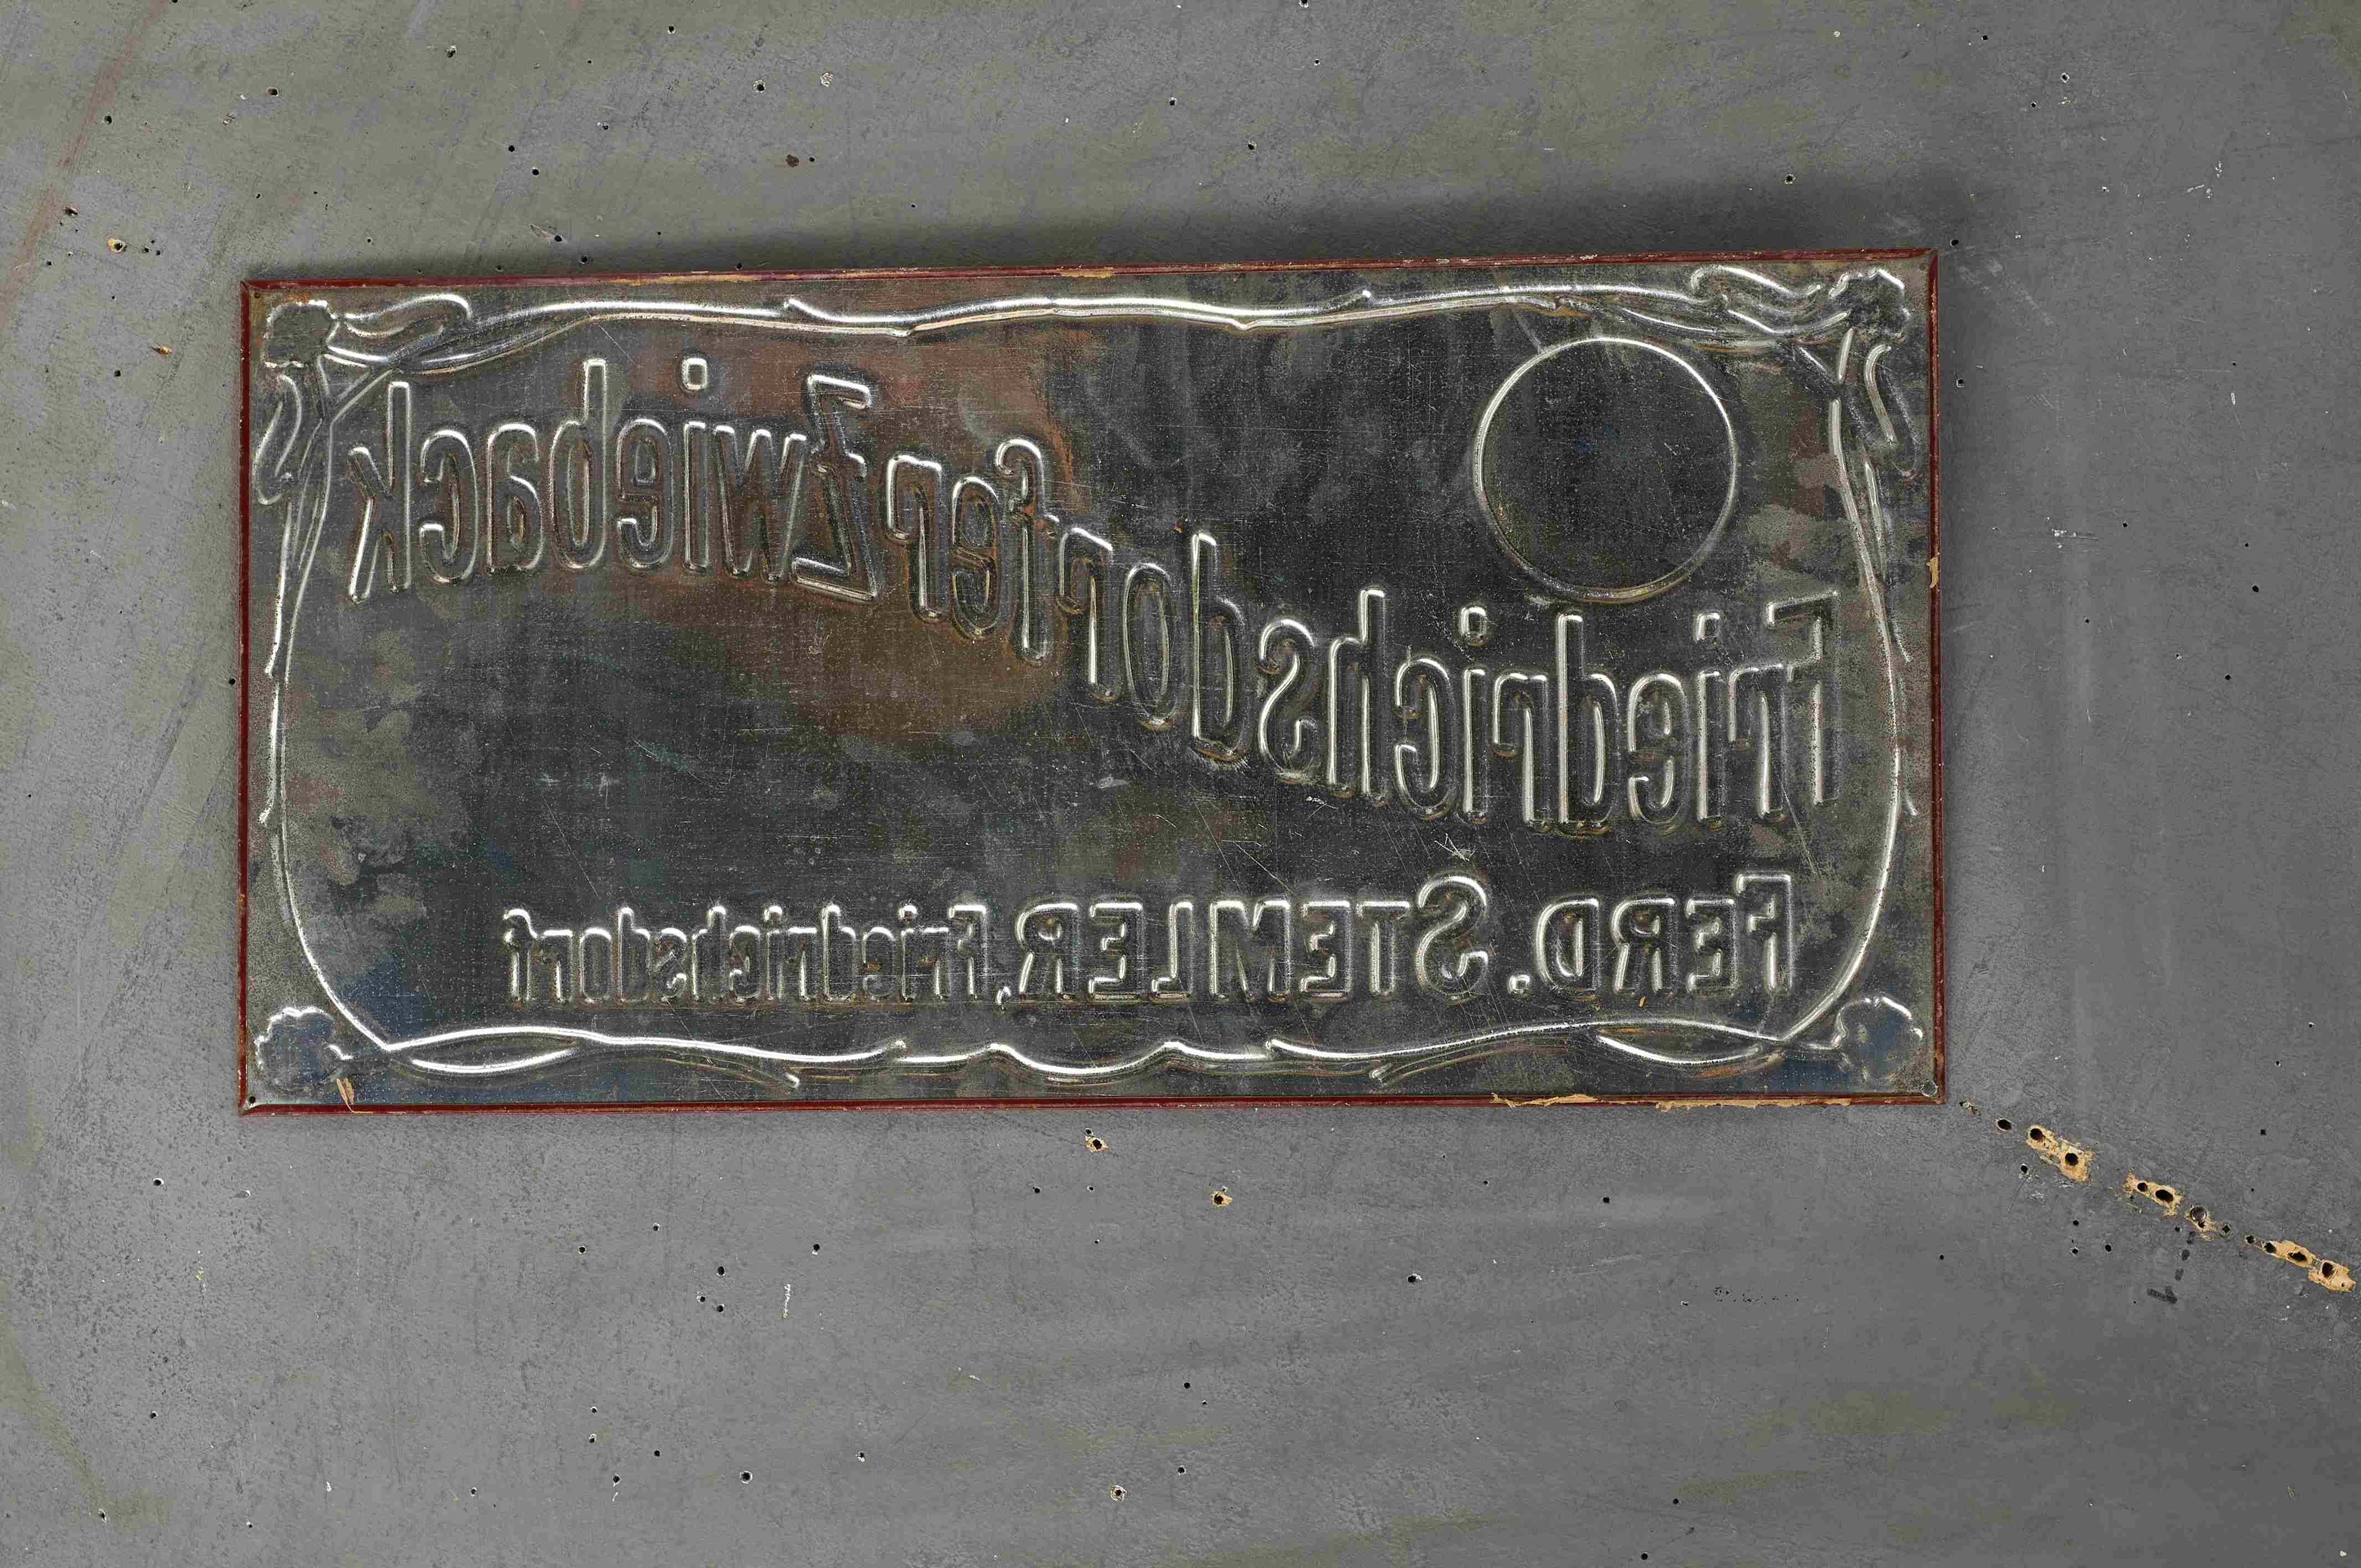 Friedrichsdorfer Zwieback
FERD. STEMLER, Friedrichsdorf